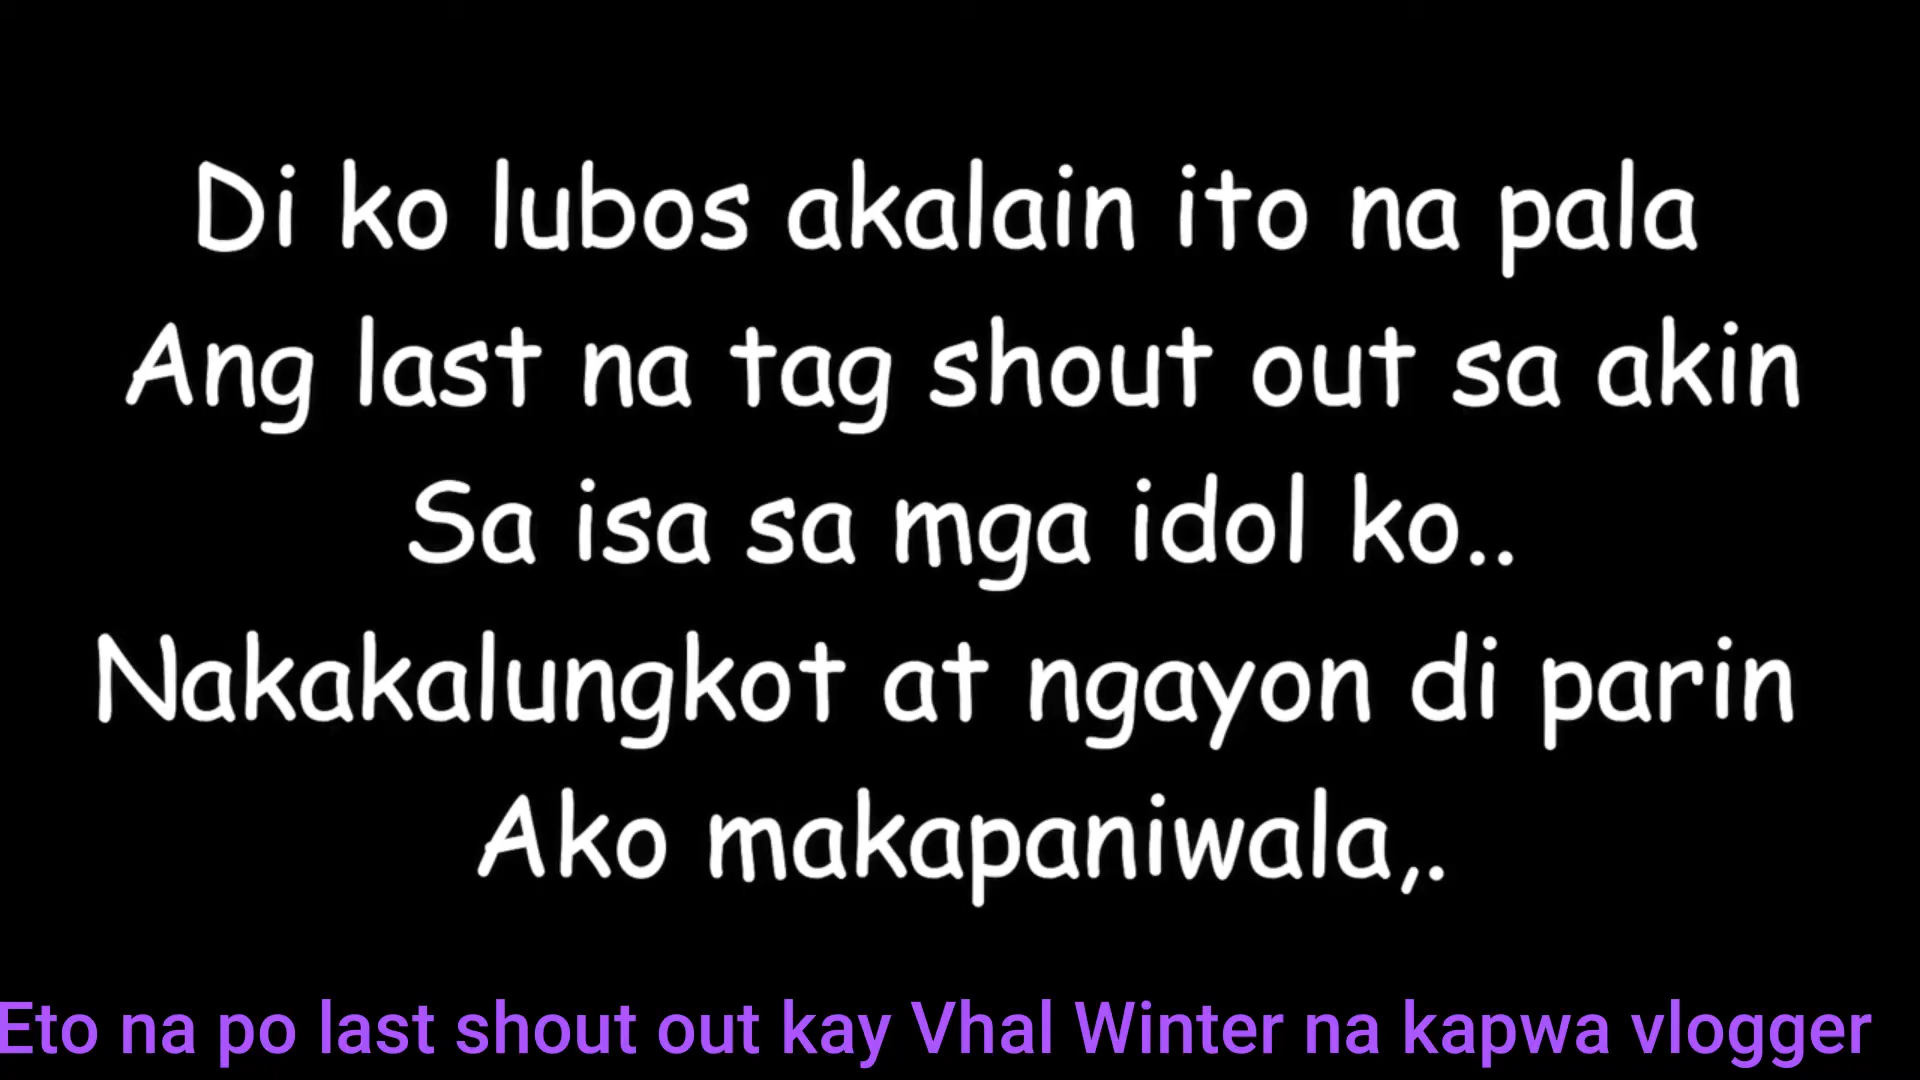 Di ko lubos akalain ito na pala
Ang last na tag shout out sa akin
Sa isa sa mga idol ko..
Nakakalungkot at ngayon di parin
Ako makapaniwala,.
Eto na po last shout out kay Vhal Winter na kapwa vlogger